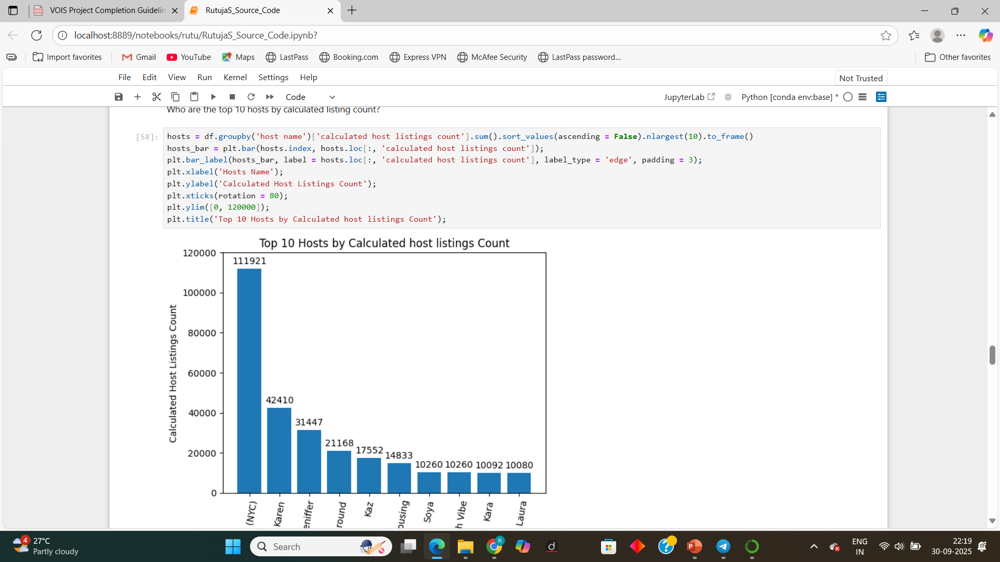 VOIS Project Completion Guidelin
RutujaS_Source_Code
localhost:8889/notebooks/rutu/RutujaS_Source_Code.ipynb?
Import favorites
Gmail
YouTube
Maps
LastPass
Booking.com
Express VPN
McAfee Security
LastPass password...
Other favorites
File Edit View Run Kernel Settings Help
Not Trusted
Code
JupyterLab
Python [conda env:base] *
Who are the top 10 hosts by calculated listing count?
[58]:
hosts = df.groupby('host name')['calculated host listings count'].sum().sort_values(ascending = False).nlargest(10).to_frame()
hosts_bar = plt.bar(hosts.index, hosts.loc[:, 'calculated host listings count']);
plt.bar_label(hosts_bar, label = hosts.loc[:, 'calculated host listings count'], label_type = 'edge', padding = 3);
plt.xlabel('Hosts Name');
plt.ylabel('Calculated Host Listings Count');
plt.xticks(rotation = 80);
plt.ylim([0, 120000]);
plt.title('Top 10 Hosts by Calculated host listings Count');
Top 10 Hosts by Calculated host listings Count
Calculated Host Listings Count
120000
100000
80000
60000
40000
20000
0
111921
42410
31447
21168
17552
14833
10260
10260
10092
10080
(NYC)
Karen
eniffer
round
Kaz
ousing
Soya
h Vibe
Kara
Laura
4
27°C
Partly cloudy
Search
R
d
P
ENG
IN
22:19
30-09-2025